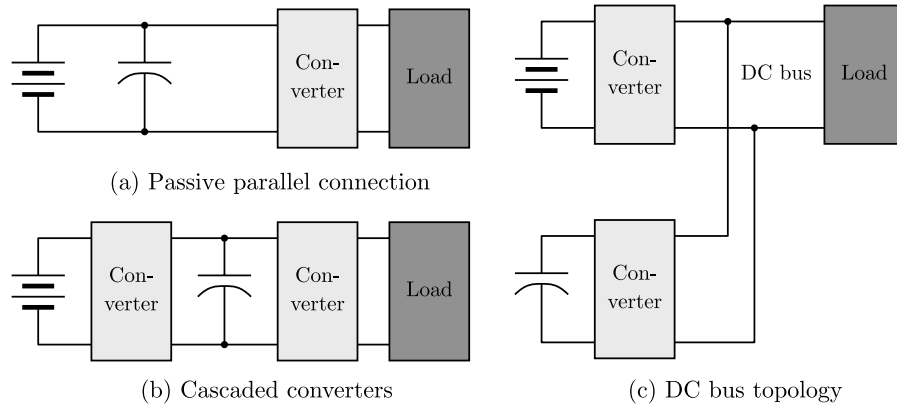 Con-
verter
Load
(a) Passive parallel connection
Con-
verter
Con-
verter
Load
(b) Cascaded converters
Con-
verter
DC bus
Load
Con-
verter
(c) DC bus topology